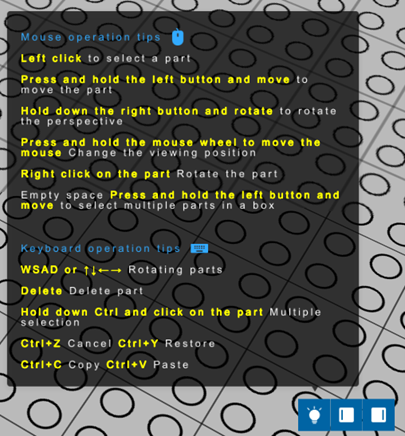 Mouse operation tips
Left click to select a part
Press and hold the left button and move to
move the part
Hold down the right button and rotate to rotate
the perspective
Press and hold the mouse wheel to move the
mouse Change the viewing position
Right click on the part Rotate the part
Empty space Press and hold the left button and
move to select multiple parts in a box
Keyboard operation tips
WSAD or ↑↓←→ Rotating parts
Delete Delete part
Hold down Ctrl and click on the part Multiple
selection
Ctrl+Z Cancel Ctrl+Y Restore
Ctrl+C Copy Ctrl+V Paste